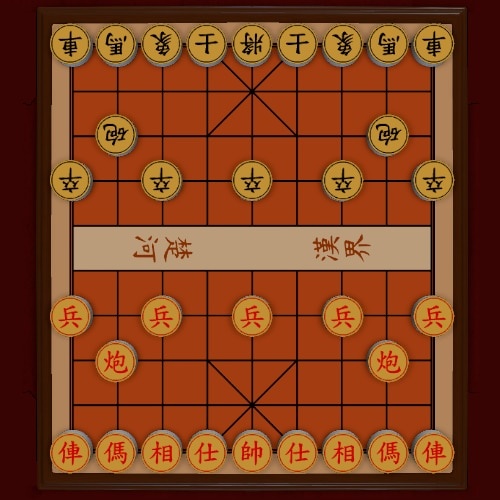 車馬象士將士象馬車
砲砲
卒卒卒卒卒
楚河 漢界
兵兵兵兵兵
炮炮
俥傌相仕帥仕相傌俥